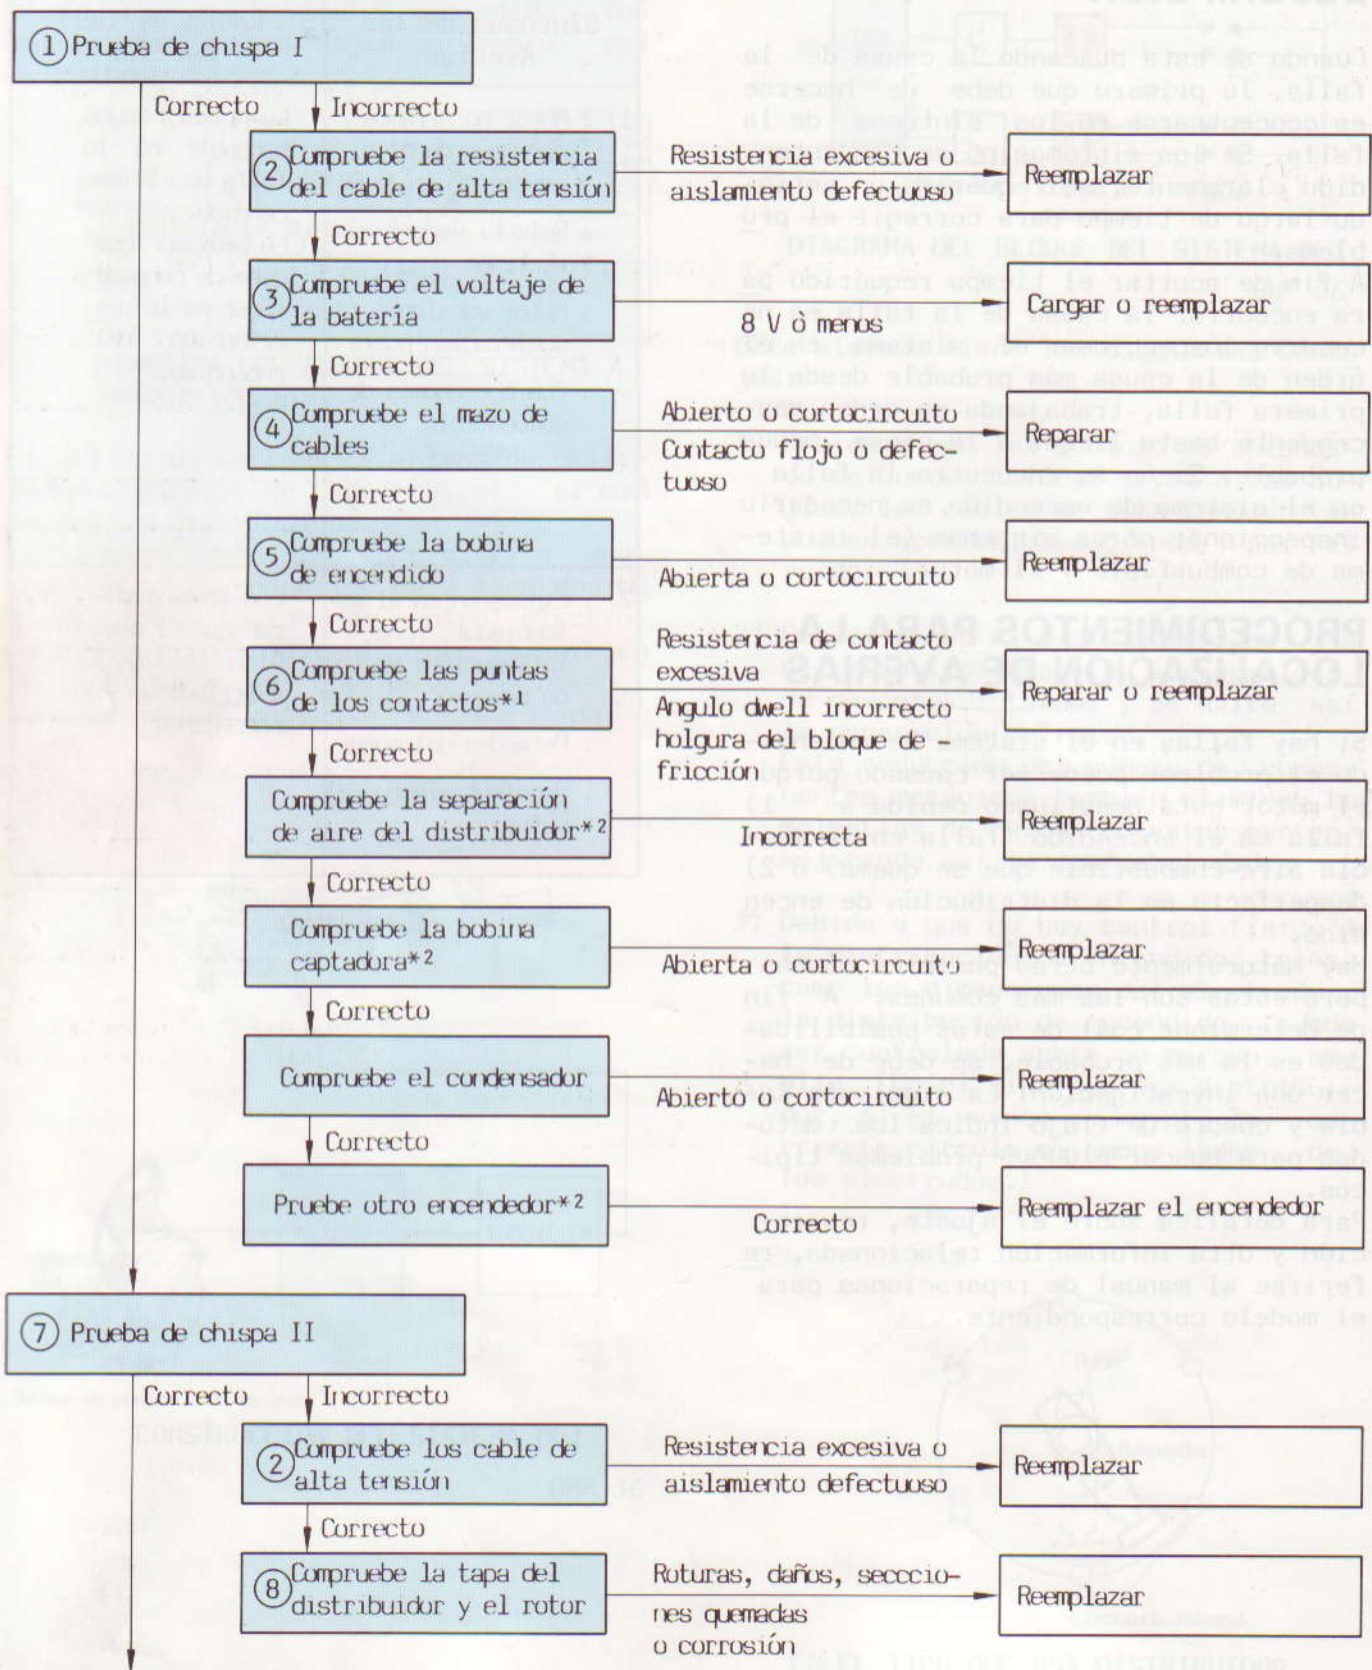 ① Prueba de chispa I
Correcto Incorrecto
② Compruebe la resistencia
del cable de alta tensión
Resistencia excesiva o
aislamiento defectuoso
Reemplazar
Correcto
③ Compruebe el voltaje de
la batería
8 V ó menos
Cargar o reemplazar
Correcto
④ Compruebe el mazo de
cables
Abierto o cortocircuito
Contacto flojo o defec-
tuoso
Reparar
Correcto
⑤ Compruebe la bobina
de encendido
Abierta o cortocircuito
Reemplazar
Correcto
⑥ Compruebe las puntas
de los contactos*1
Resistencia de contacto
excesiva
Angulo dwell incorrecto
holgura del bloque de -
fricción
Reparar o reemplazar
Correcto
Compruebe la separación
de aire del distribuidor*2
Incorrecta
Reemplazar
Correcto
Compruebe la bobina
captadora*2
Abierta o cortocircuito
Reemplazar
Correcto
Compruebe el condensador
Abierto o cortocircuito
Reemplazar
Correcto
Pruebe otro encendedor*2
Correcto
Reemplazar el encendedor
⑦ Prueba de chispa II
Correcto Incorrecto
② Compruebe los cable de
alta tensión
Resistencia excesiva o
aislamiento defectuoso
Reemplazar
Correcto
⑧ Compruebe la tapa del
distribuidor y el rotor
Roturas, daños, secccio-
nes quemadas
o corrosión
Reemplazar